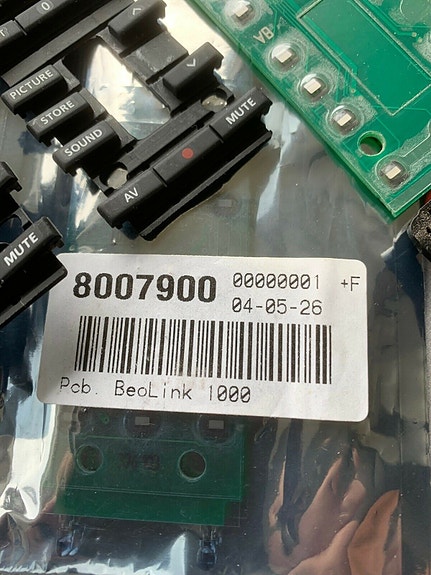 0
PICTURE
STORE
SOUND
MUTE
AV
MUTE
VB
8007900
00000001 +F
04-05-26
Pcb. BeoLink 1000